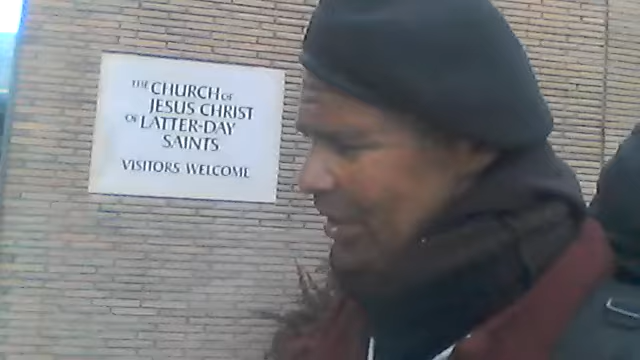 THE CHURCH OF
JESUS CHRIST
OF LATTER-DAY
SAINTS
VISITORS WELCOME